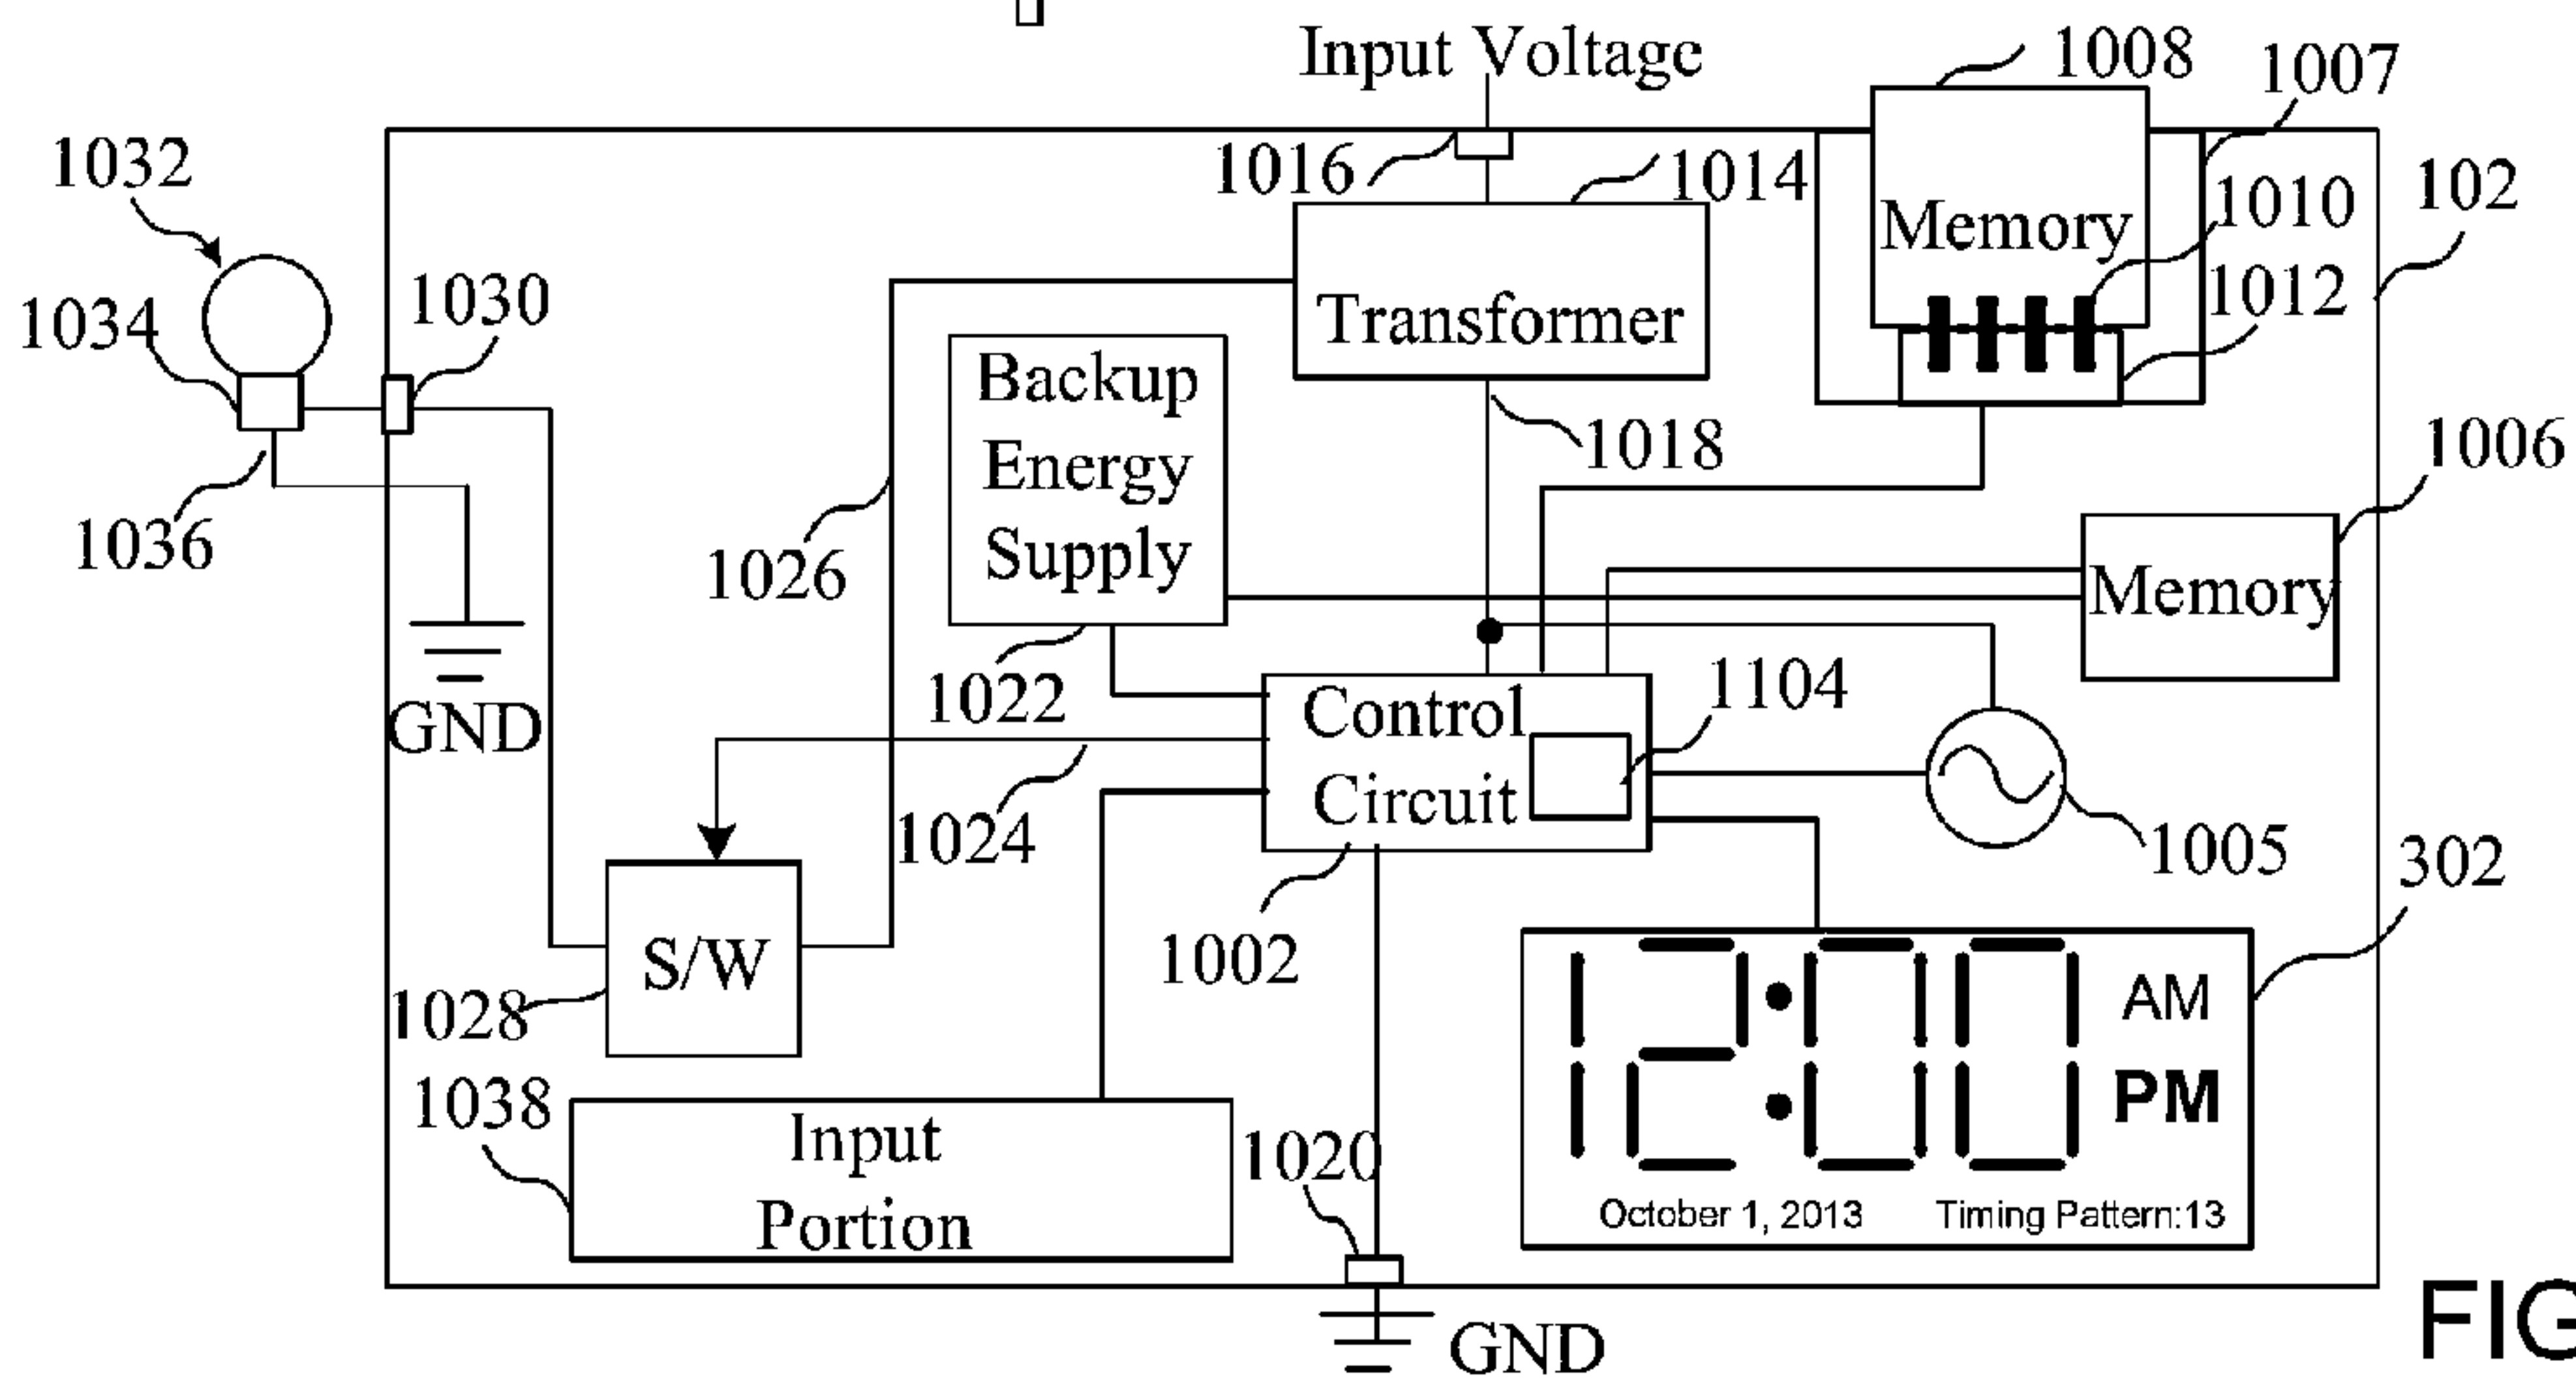 Input Voltage
1008
1007
1032
1016
1014
102
Memory
1010
1034
1030
1012
Transformer
Backup
Energy
Supply
1018
1006
1036
1026
Memory
1022
Control
Circuit
1104
GND
1024
1005
302
1002
S/W
1028
12:00
AM
PM
1038
Input
Portion
1020
October 1, 2013
Timing Pattern:13
GND
FIG